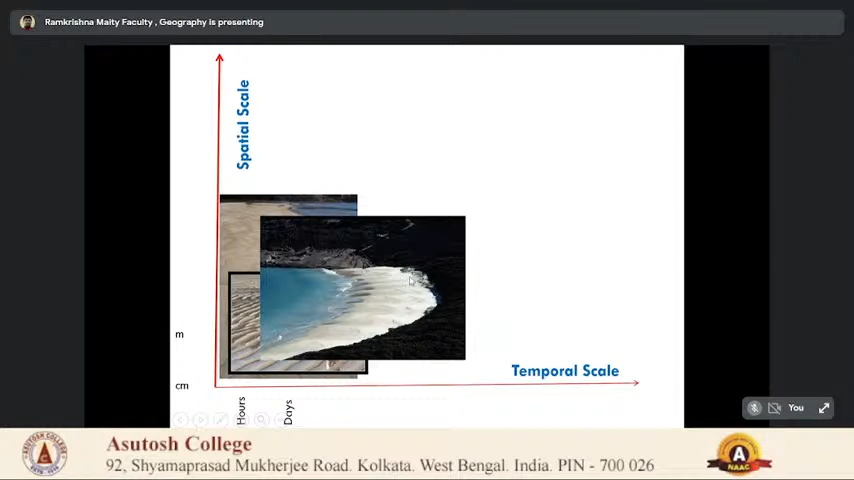 Ramkrishna Maity Faculty , Geography is presenting
Spatial Scale
m
cm
Temporal Scale
Hours
Days
You
Asutosh College
92, Shyamaprasad Mukherjee Road. Kolkata. West Bengal. India. PIN - 700 026
A
NAAC